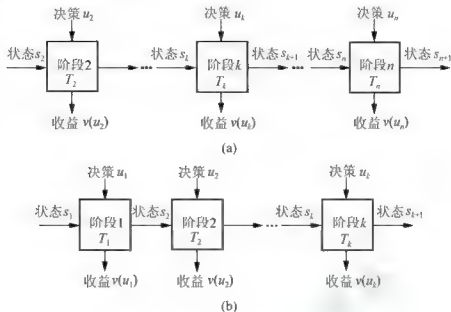 决策 u₂ 决策 u_k 决策 u_n
状态 s₂ 阶段2 T₂ 状态 s_k 阶段k T_k 状态 s_{k+1} 状态 s_n 阶段n T_n 状态 s_{n+1}
收益 v(u₂) 收益 v(u_k) 收益 v(u_n)
(a)
决策 u₁ 决策 u₂ 决策 u_k
状态 s₁ 阶段1 T₁ 状态 s₂ 阶段2 T₂ 状态 s_k 阶段k T_k 状态 s_{k+1}
收益 v(u₁) 收益 v(u₂) 收益 v(u_k)
(b)